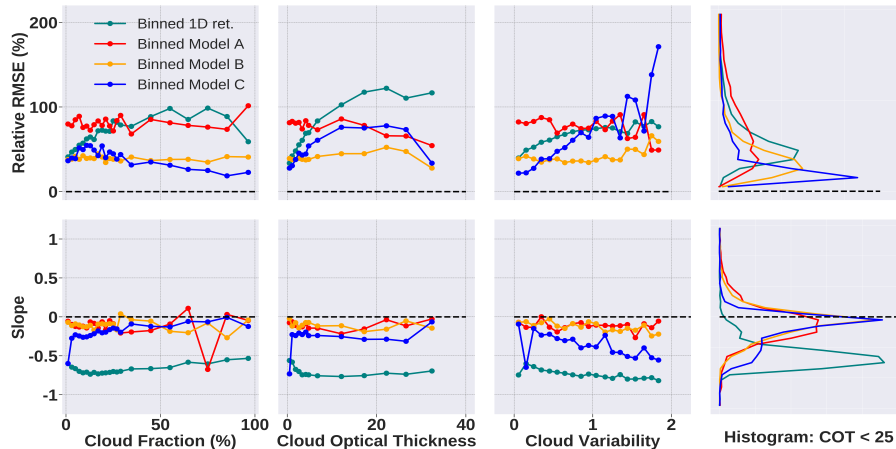 Relative RMSE (%)
200
100
0
Binned 1D ret.
Binned Model A
Binned Model B
Binned Model C
Slope
1
0.5
0
-0.5
-1
0
50
100
Cloud Fraction (%)
0
20
40
Cloud Optical Thickness
0
1
2
Cloud Variability
Histogram: COT < 25